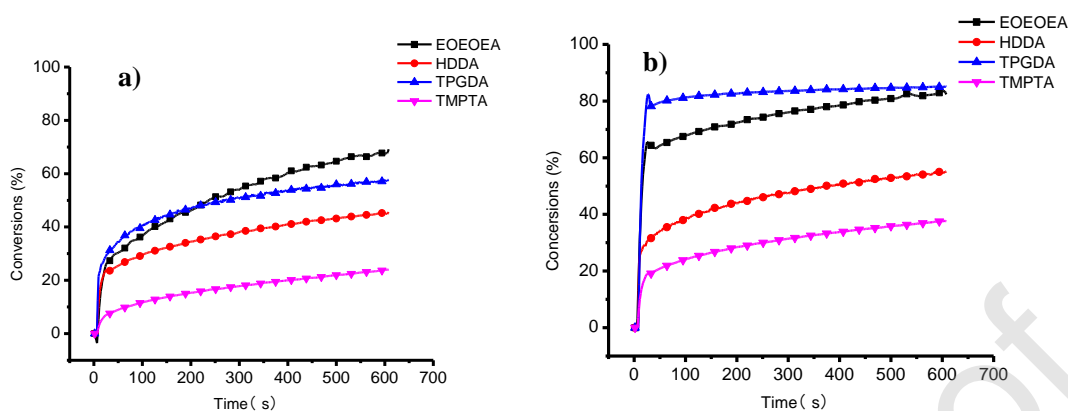 EOEOEA
HDDA
TPGDA
TMPTA
a)
100
80
60
40
20
0
Conversions (%)
0 100 200 300 400 500 600 700
Time( s)
EOEOEA
HDDA
TPGDA
TMPTA
b)
100
80
60
40
20
0
Concensions (%)
0 100 200 300 400 500 600 700
Time( s)